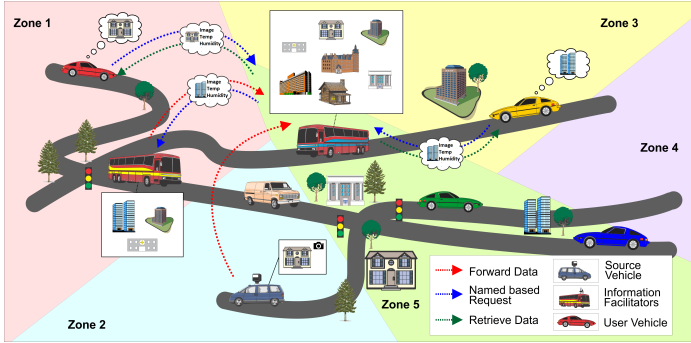 Zone 1
Image
Temp
Humidity
Zone 3
Image
Temp
Humidity
Image
Temp
Humidity
Zone 4
Zone 2
Zone 5
Forward Data
Named based
Request
Retrieve Data
Source
Vehicle
Information
Facilitators
User Vehicle